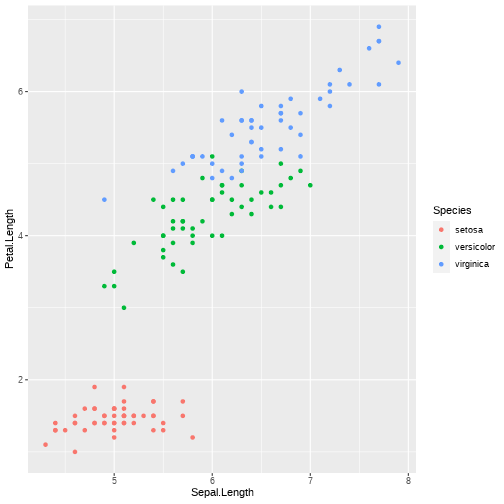 6
4
2
5
6
7
8
Sepal.Length
Petal.Length
Species
setosa
versicolor
virginica